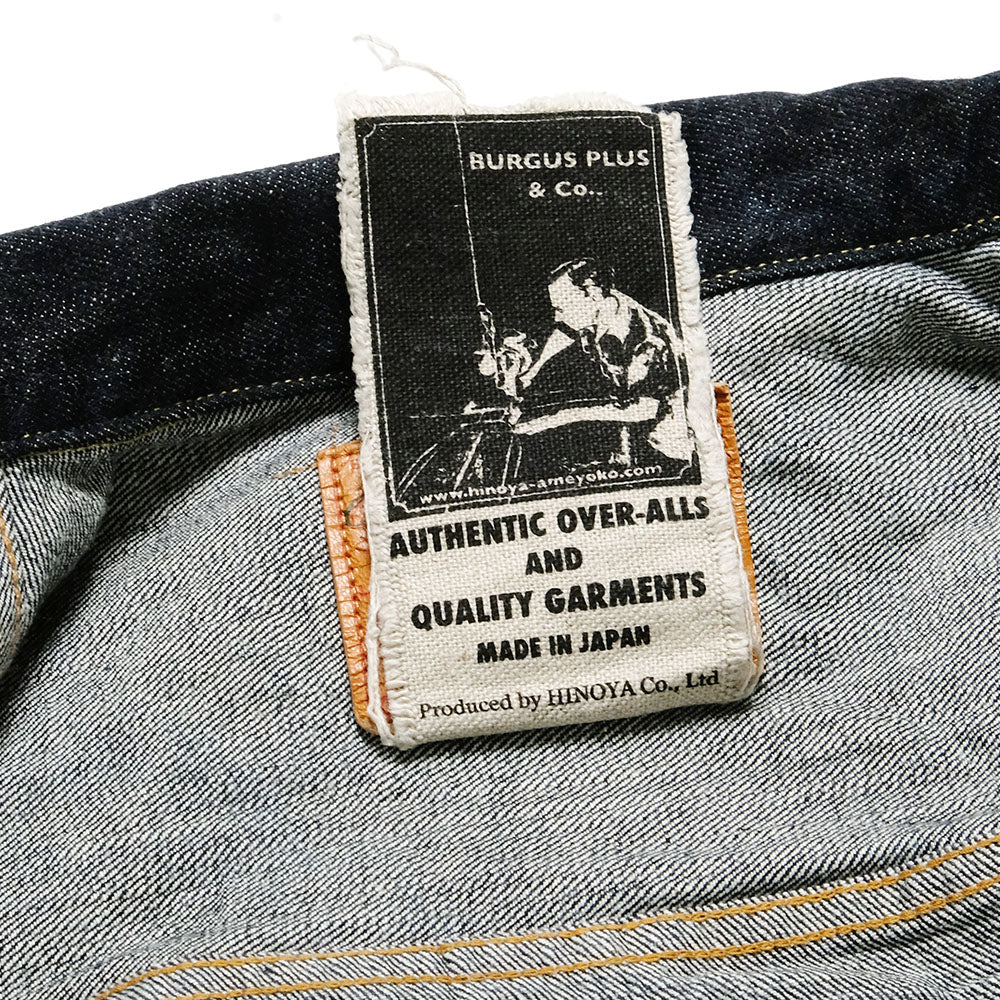 BURGUS PLUS
& Co..
www.hinoya-ameyoko.com
AUTHENTIC OVER-ALLS
AND
QUALITY GARMENTS
MADE IN JAPAN
Produced by HINOYA Co., Ltd